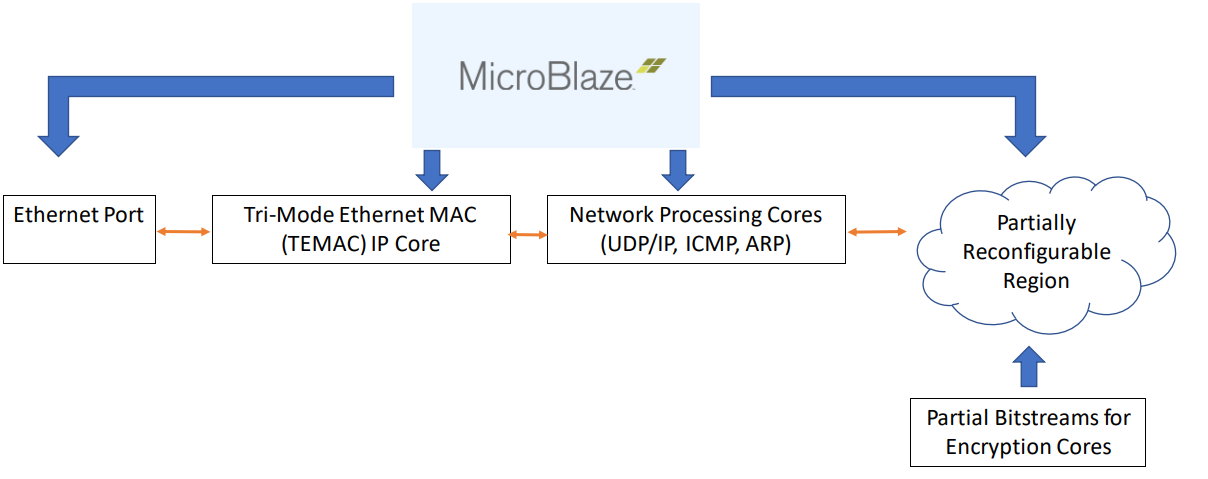 MicroBlaze
Ethernet Port
Tri-Mode Ethernet MAC
(TEMAC) IP Core
Network Processing Cores
(UDP/IP, ICMP, ARP)
Partially
Reconfigurable
Region
Partial Bitstreams for
Encryption Cores